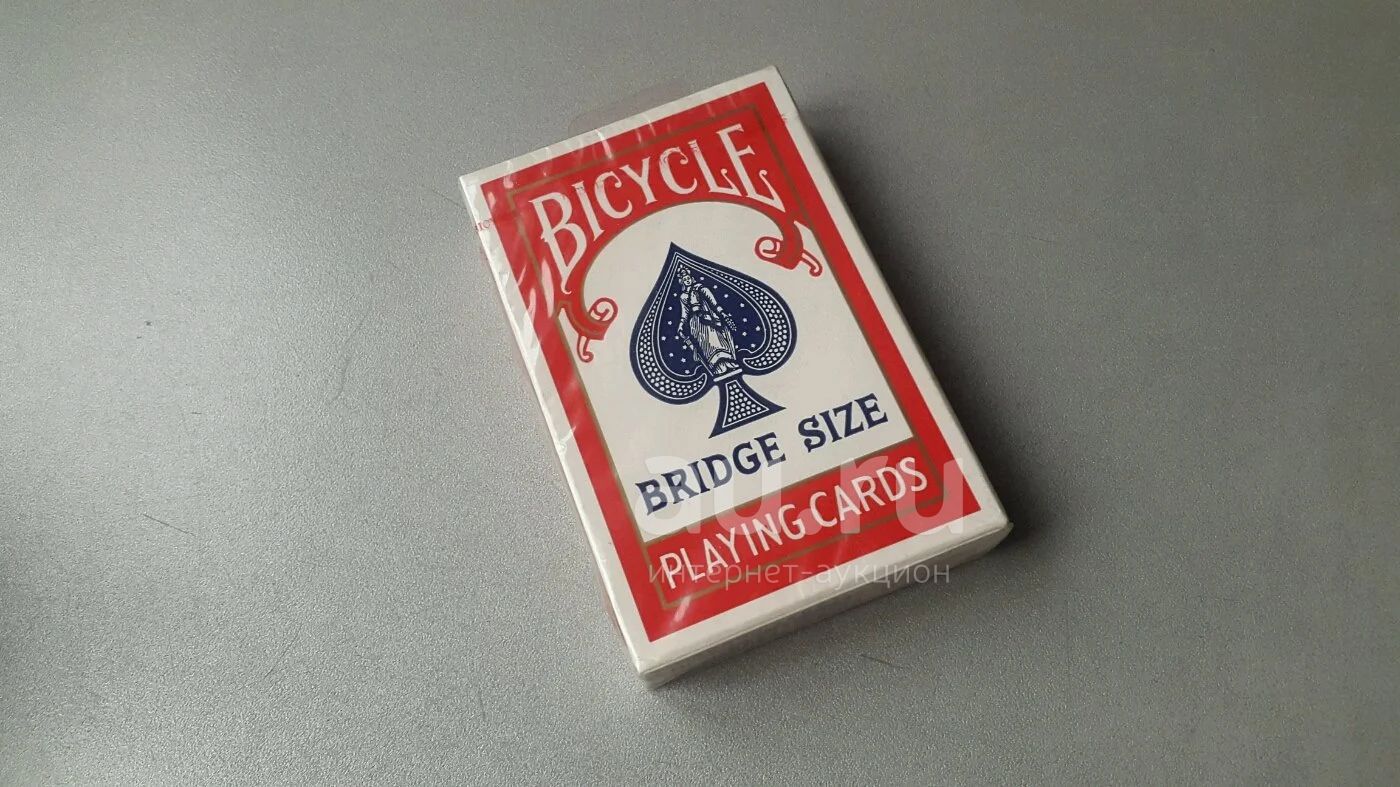 BICYCLE
BRIDGE SIZE
PLAYING CARDS
au.ru
интернет-аукцион